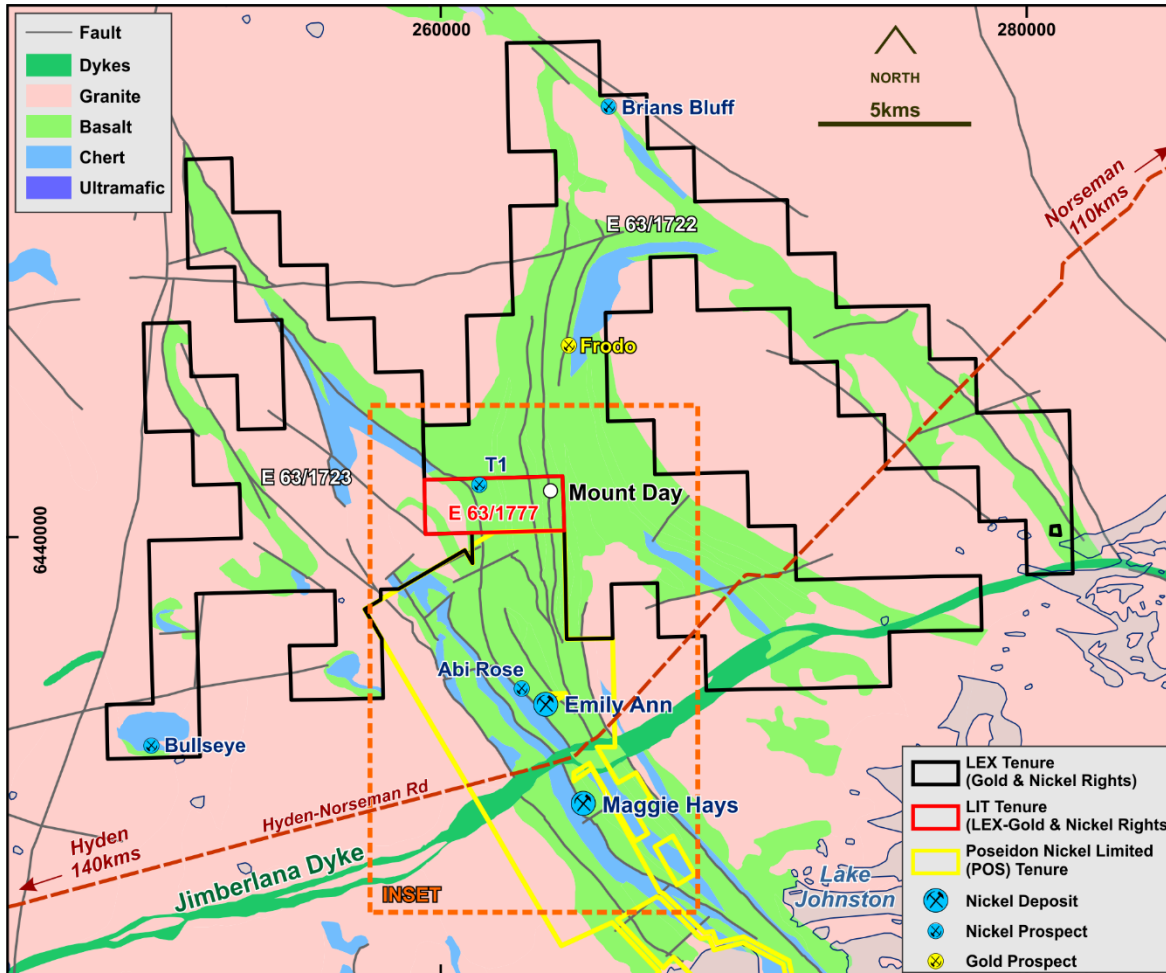 260000
280000
Fault
Dykes
Granite
Basalt
Chert
Ultramafic
NORTH
5kms
Brians Bluff
Norseman
110kms
E 63/1722
Frodo
T1
E 63/1723
Mount Day
E 63/1777
6440000
Abi Rose
Emily Ann
Bullseye
Maggie Hays
Hyden-Norseman Rd
Hyden
140kms
Jimberlana Dyke
INSET
Lake
Johnston
LEX Tenure
(Gold & Nickel Rights)
LIT Tenure
(LEX-Gold & Nickel Rights
Poseidon Nickel Limited
(POS) Tenure
Nickel Deposit
Nickel Prospect
Gold Prospect